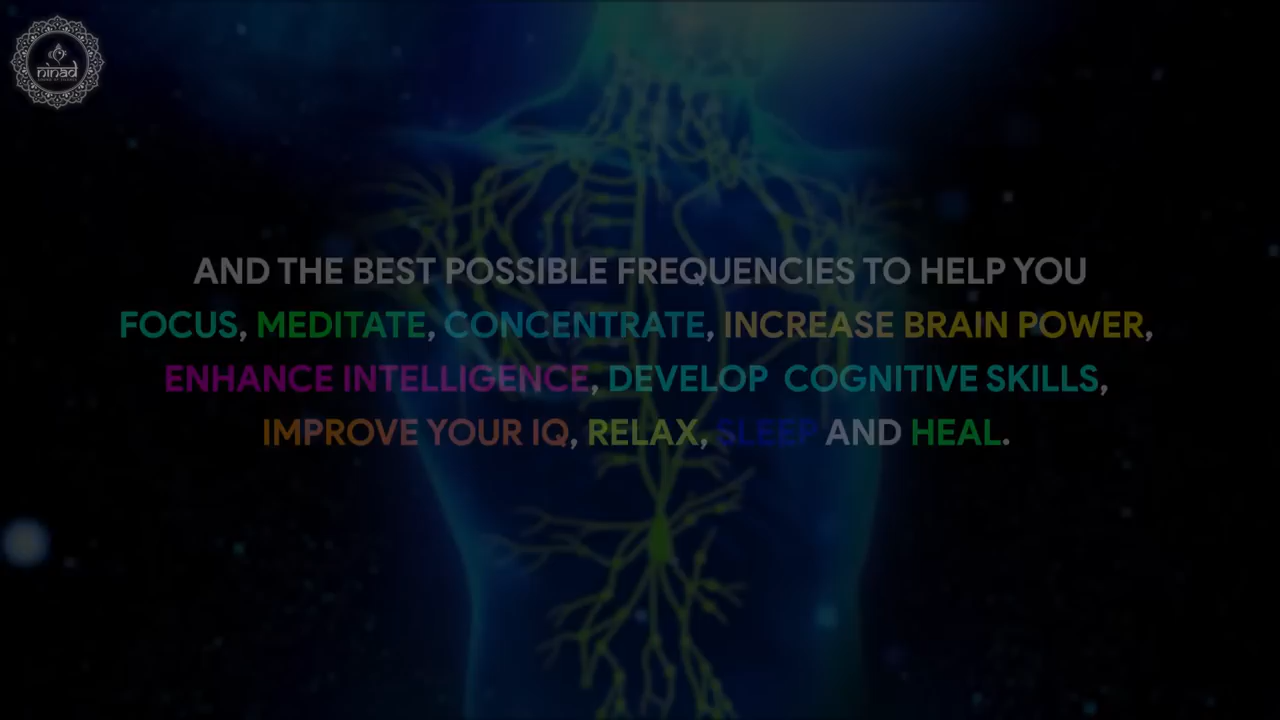 ninad
AND THE BEST POSSIBLE FREQUENCIES TO HELP YOU
FOCUS, MEDITATE, CONCENTRATE, INCREASE BRAIN POWER,
ENHANCE INTELLIGENCE, DEVELOP COGNITIVE SKILLS,
IMPROVE YOUR IQ, RELAX, SLEEP AND HEAL.